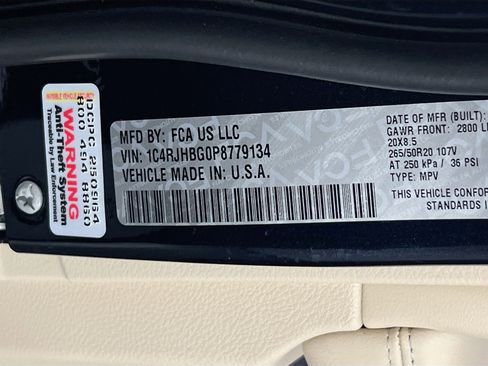 MFD BY: FCA US LLC
VIN: 1C4RJHBG0P8779134
VEHICLE MADE IN: U.S.A.
DATE OF MFR (BUILT):
GAWR FRONT: 2800 LB
20X8.5
265/50R20 107V
AT 250 kPa / 36 PSI
TYPE: MPV
THIS VEHICLE CONFOR
STANDARDS I
WARNING
Anti-Theft System
Traceable by Law Enforcement